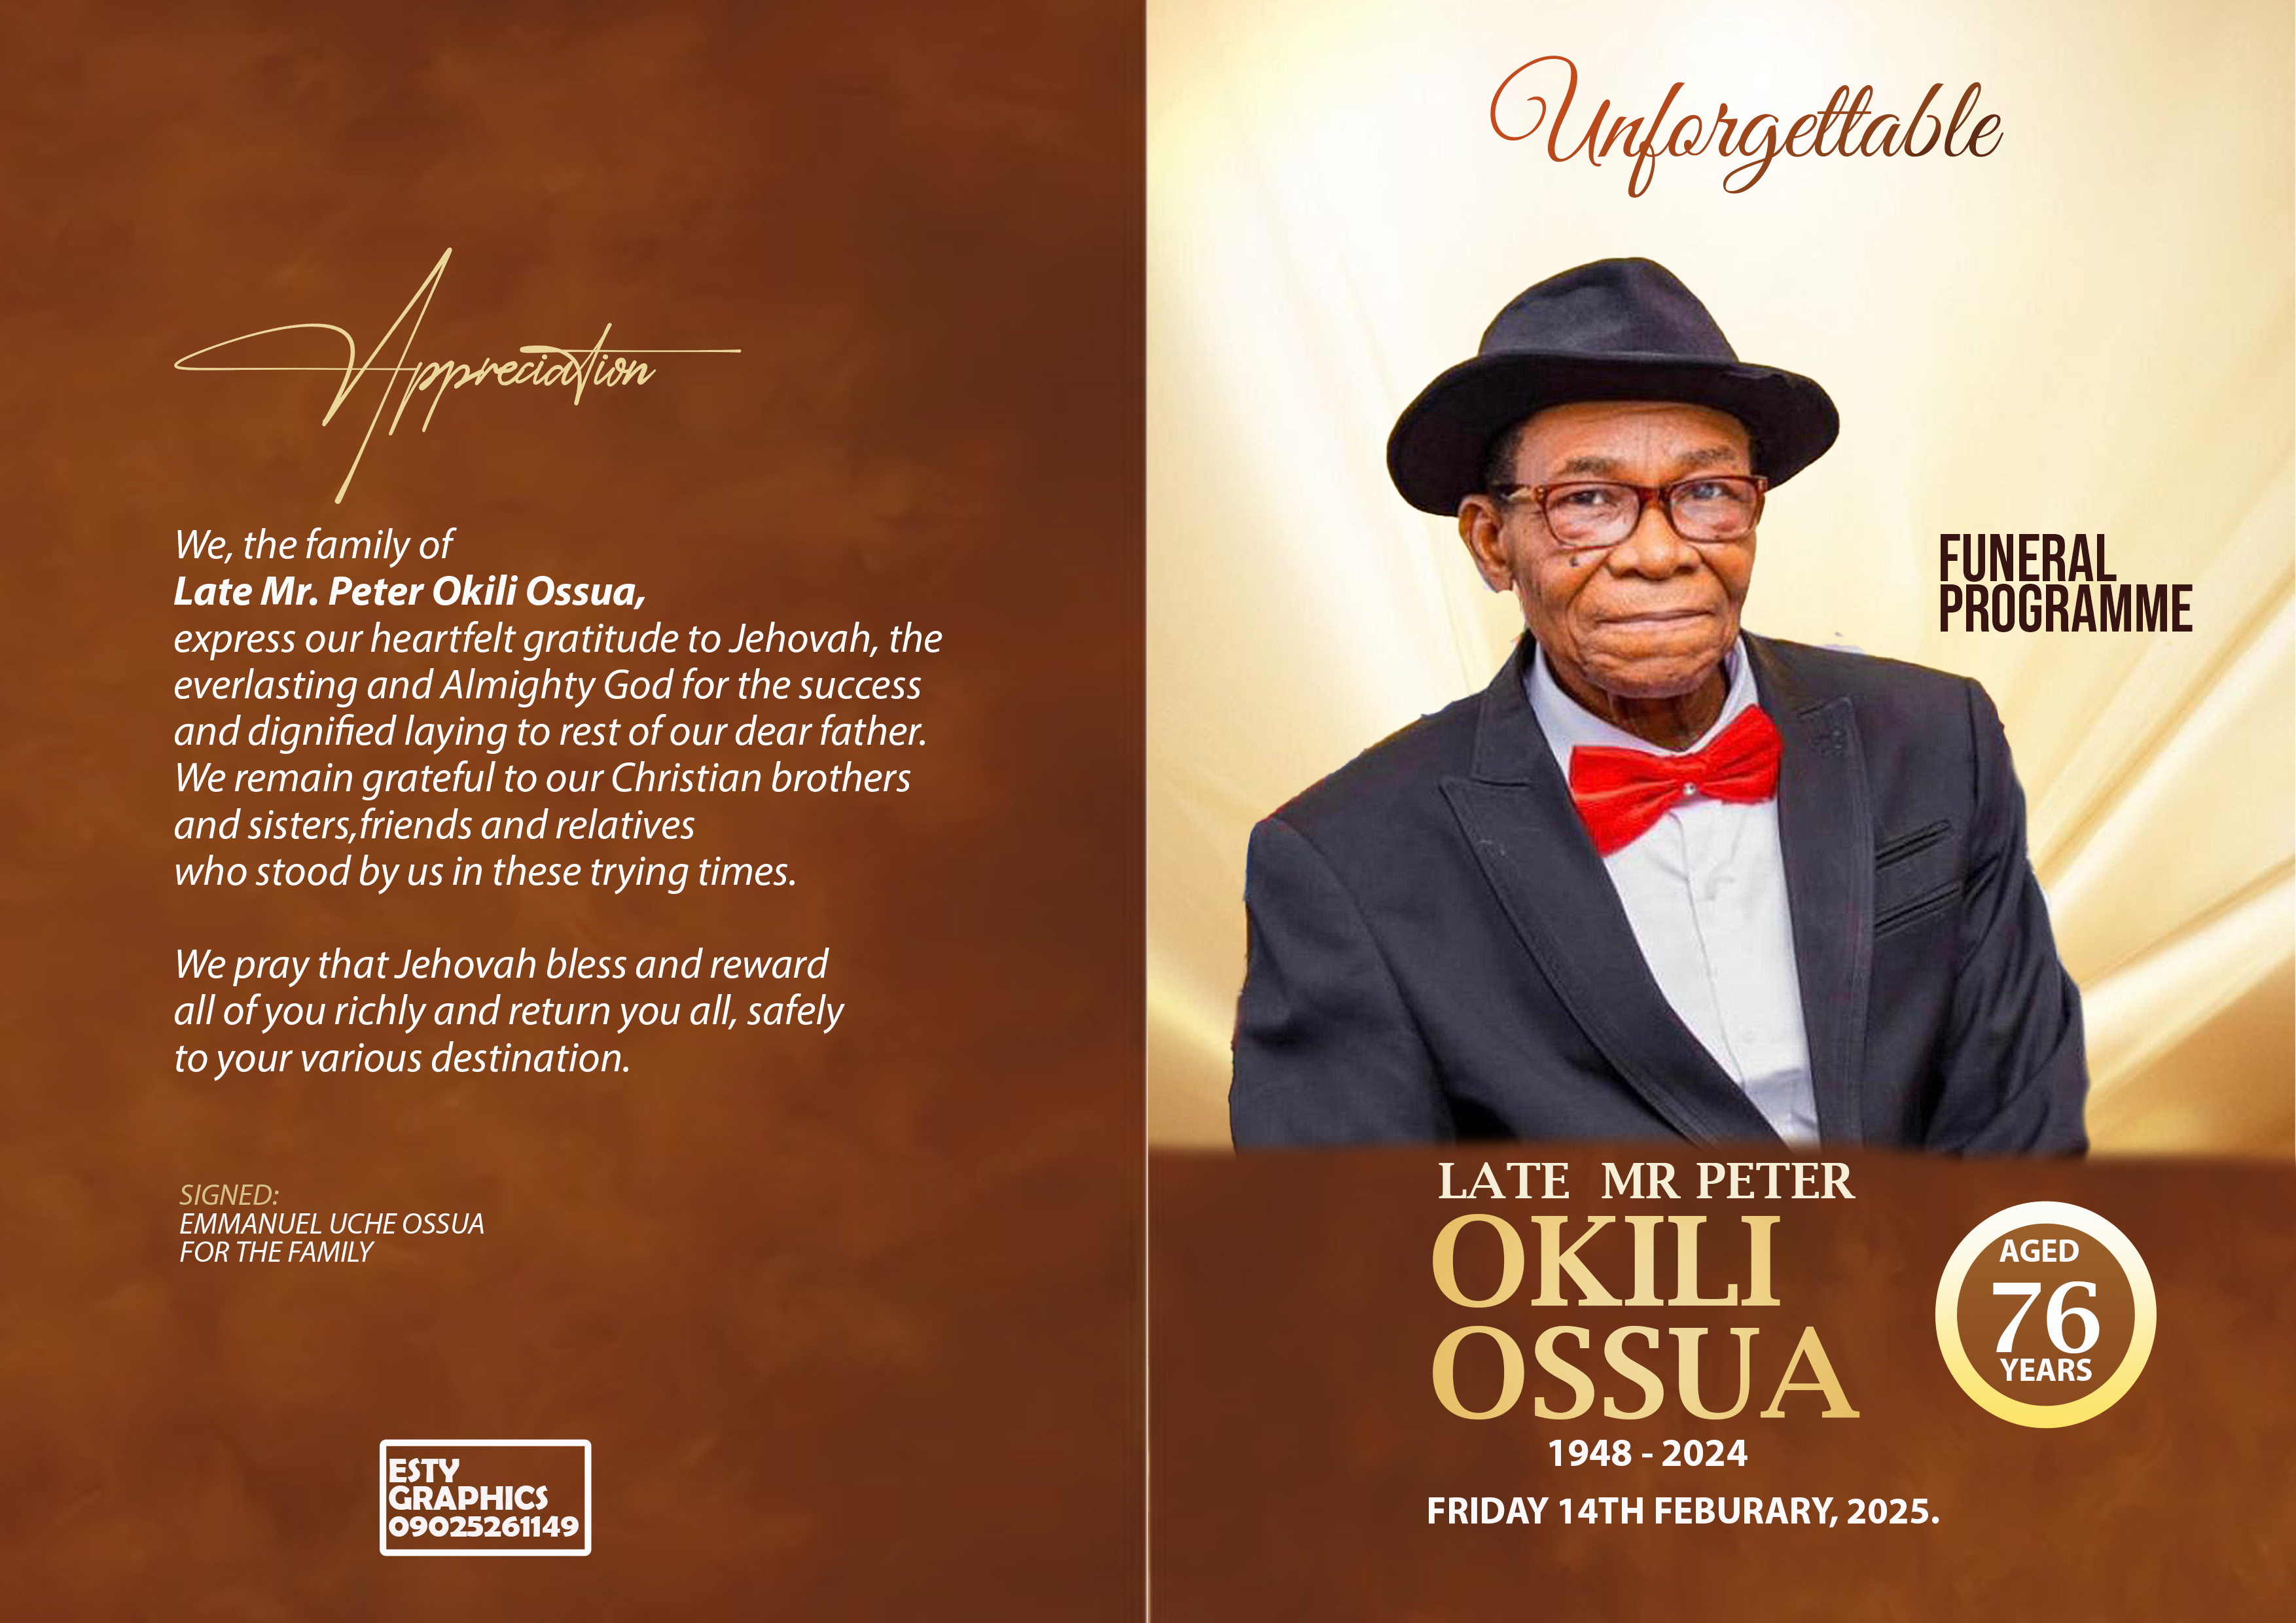 Appreciation
We, the family of
Late Mr. Peter Okili Ossua,
express our heartfelt gratitude to Jehovah, the
everlasting and Almighty God for the success
and dignified laying to rest of our dear father.
We remain grateful to our Christian brothers
and sisters,friends and relatives
who stood by us in these trying times.
We pray that Jehovah bless and reward
all of you richly and return you all, safely
to your various destination.
SIGNED:
EMMANUEL UCHE OSSUA
FOR THE FAMILY
ESTY
GRAPHICS
09025261149
Unforgettable
FUNERAL
PROGRAMME
LATE MR PETER
OKILI
OSSUA
1948 - 2024
FRIDAY 14TH FEBURARY, 2025.
AGED
76
YEARS